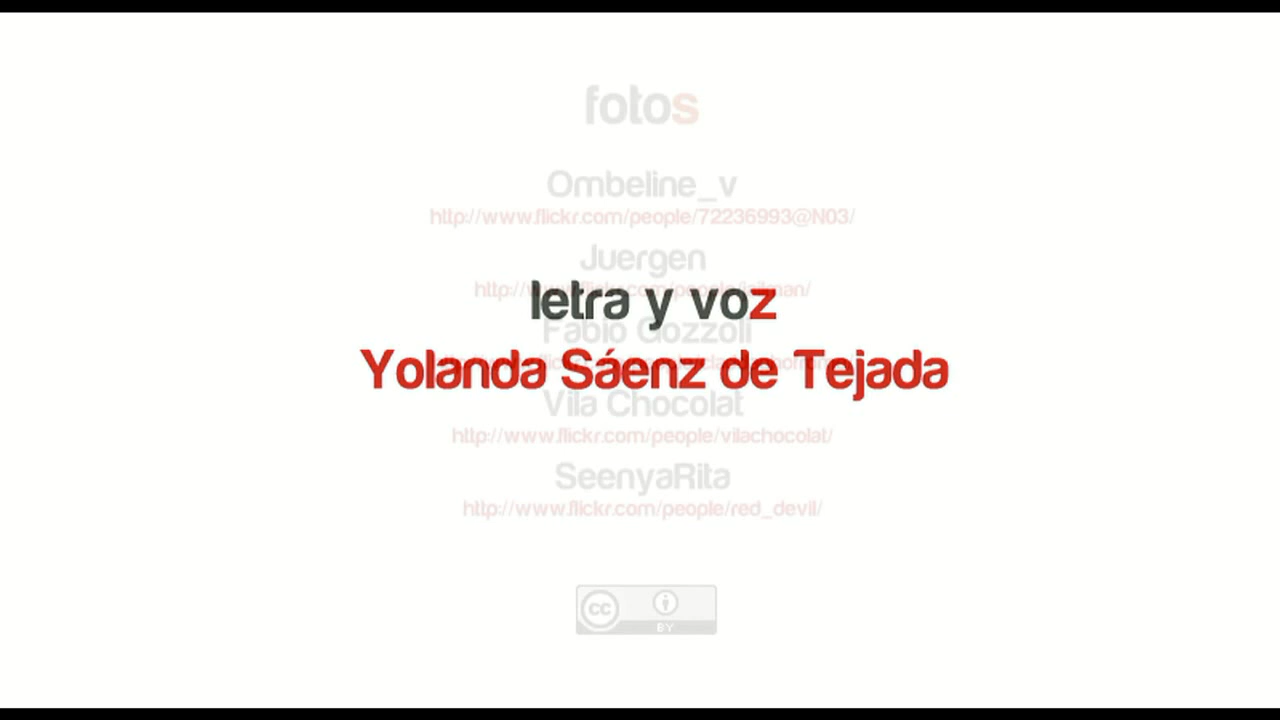 fotos
Ombeline_v
http://www.flickr.com/people/72236993@N03/
Juergen
letra y voz
Fabio Gozzoli
Yolanda Sáenz de Tejada
Vila Chocolat
http://www.flickr.com/people/vilachocolat/
SeenyaRita
http://www.flickr.com/people/red_devil/
cc
BY